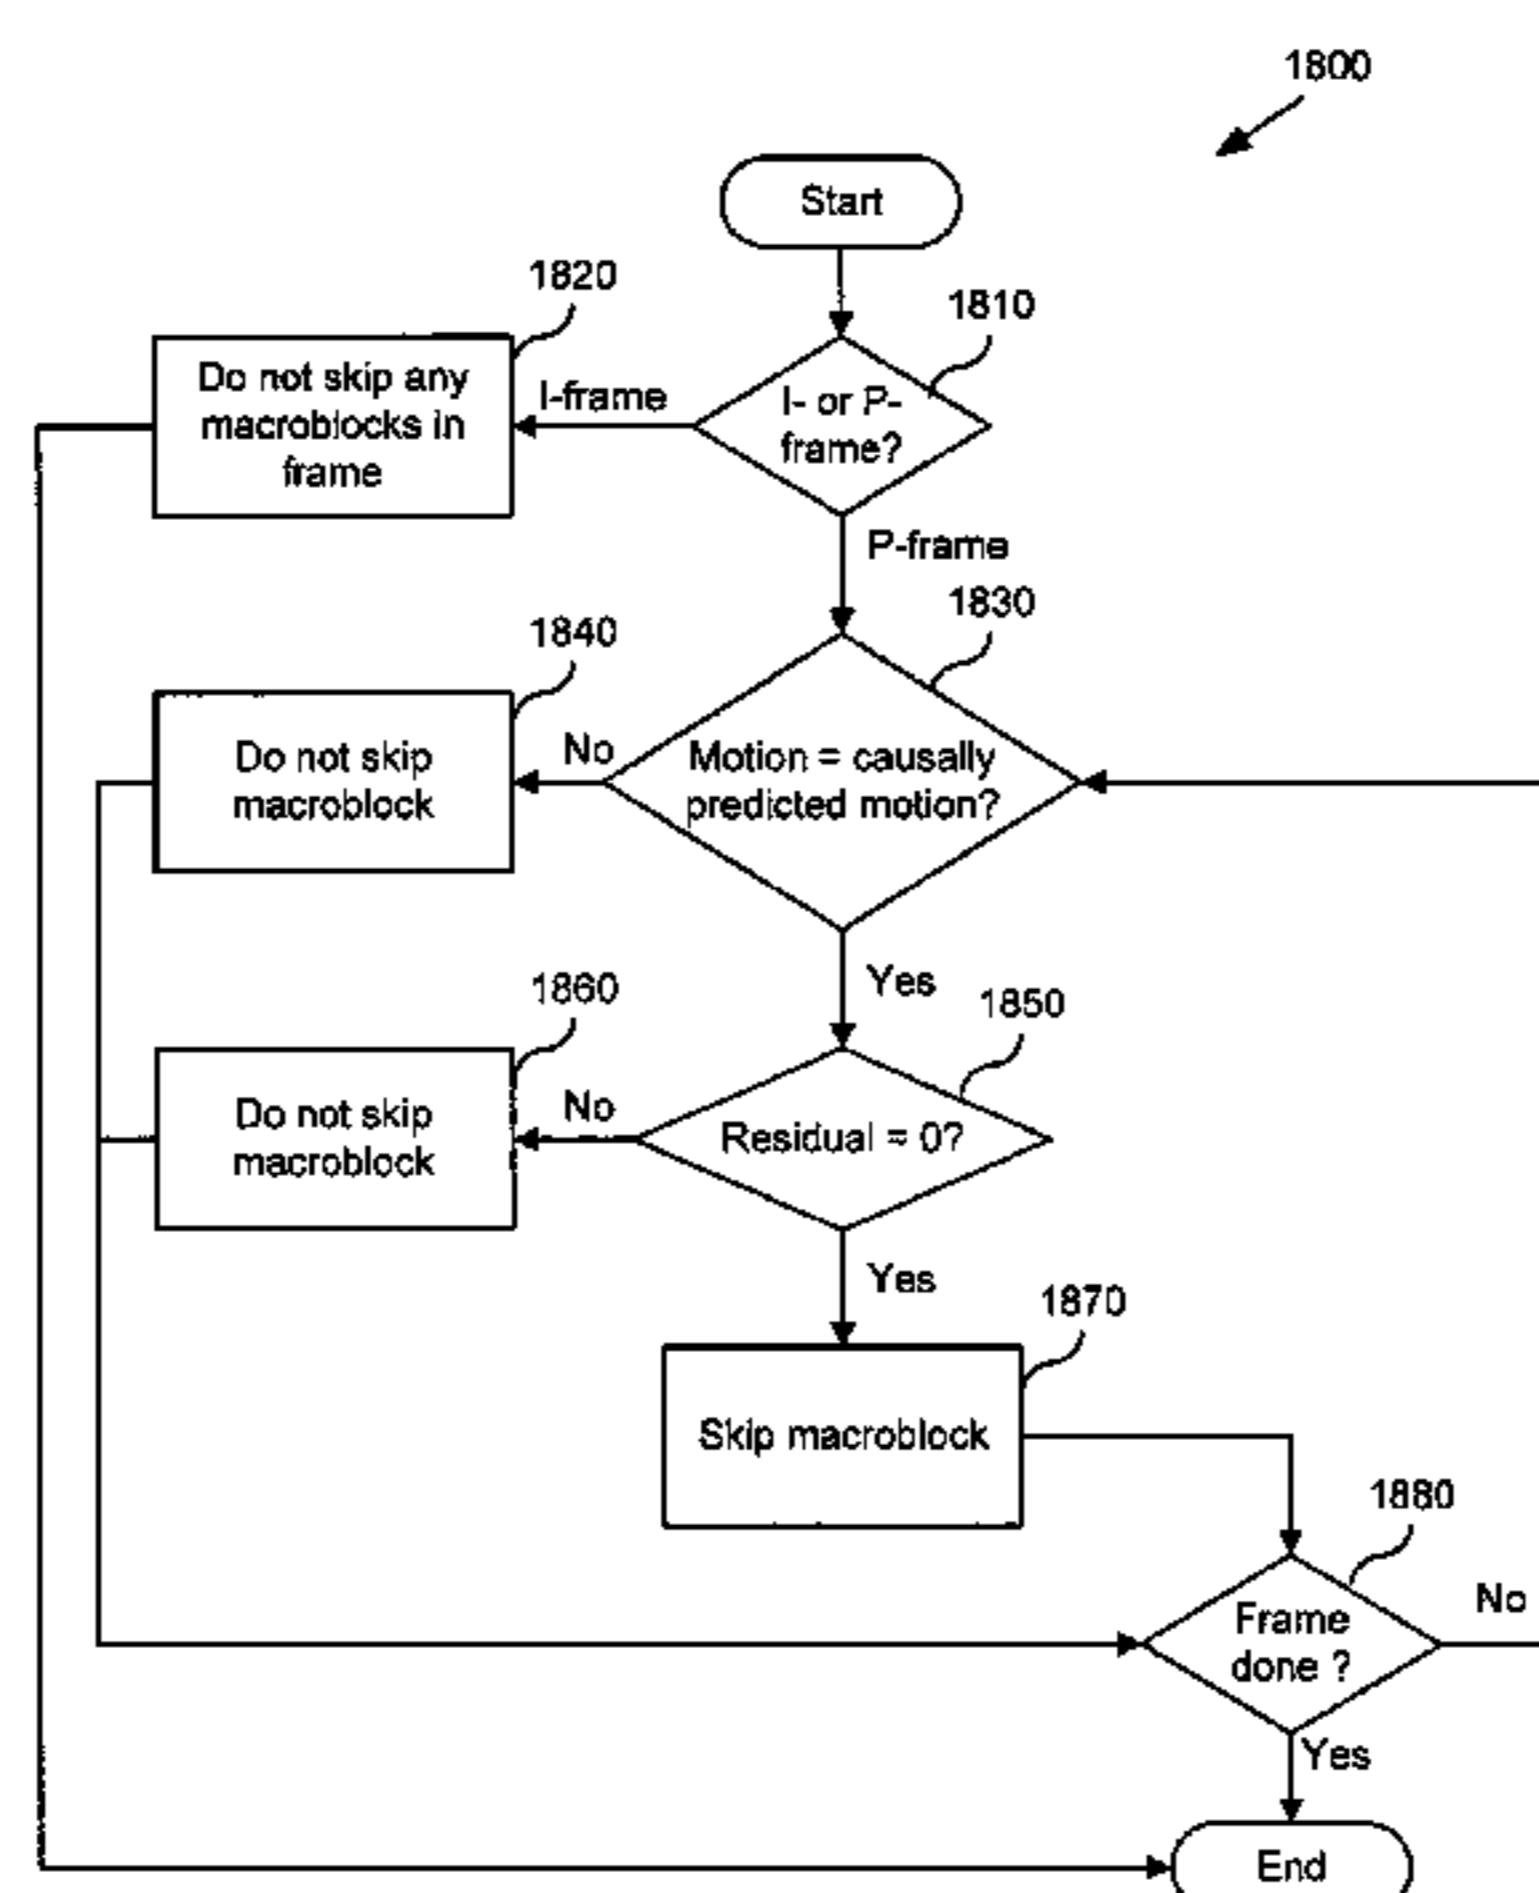 1800
Start
1820
1810
Do not skip any
macroblocks in
frame
I-frame
I- or P-
frame?
P-frame
1830
1840
Do not skip
macroblock
No
Motion = causally
predicted motion?
Yes
1850
1860
Do not skip
macroblock
No
Residual = 0?
Yes
1870
Skip macroblock
1880
Frame
done ?
No
Yes
End